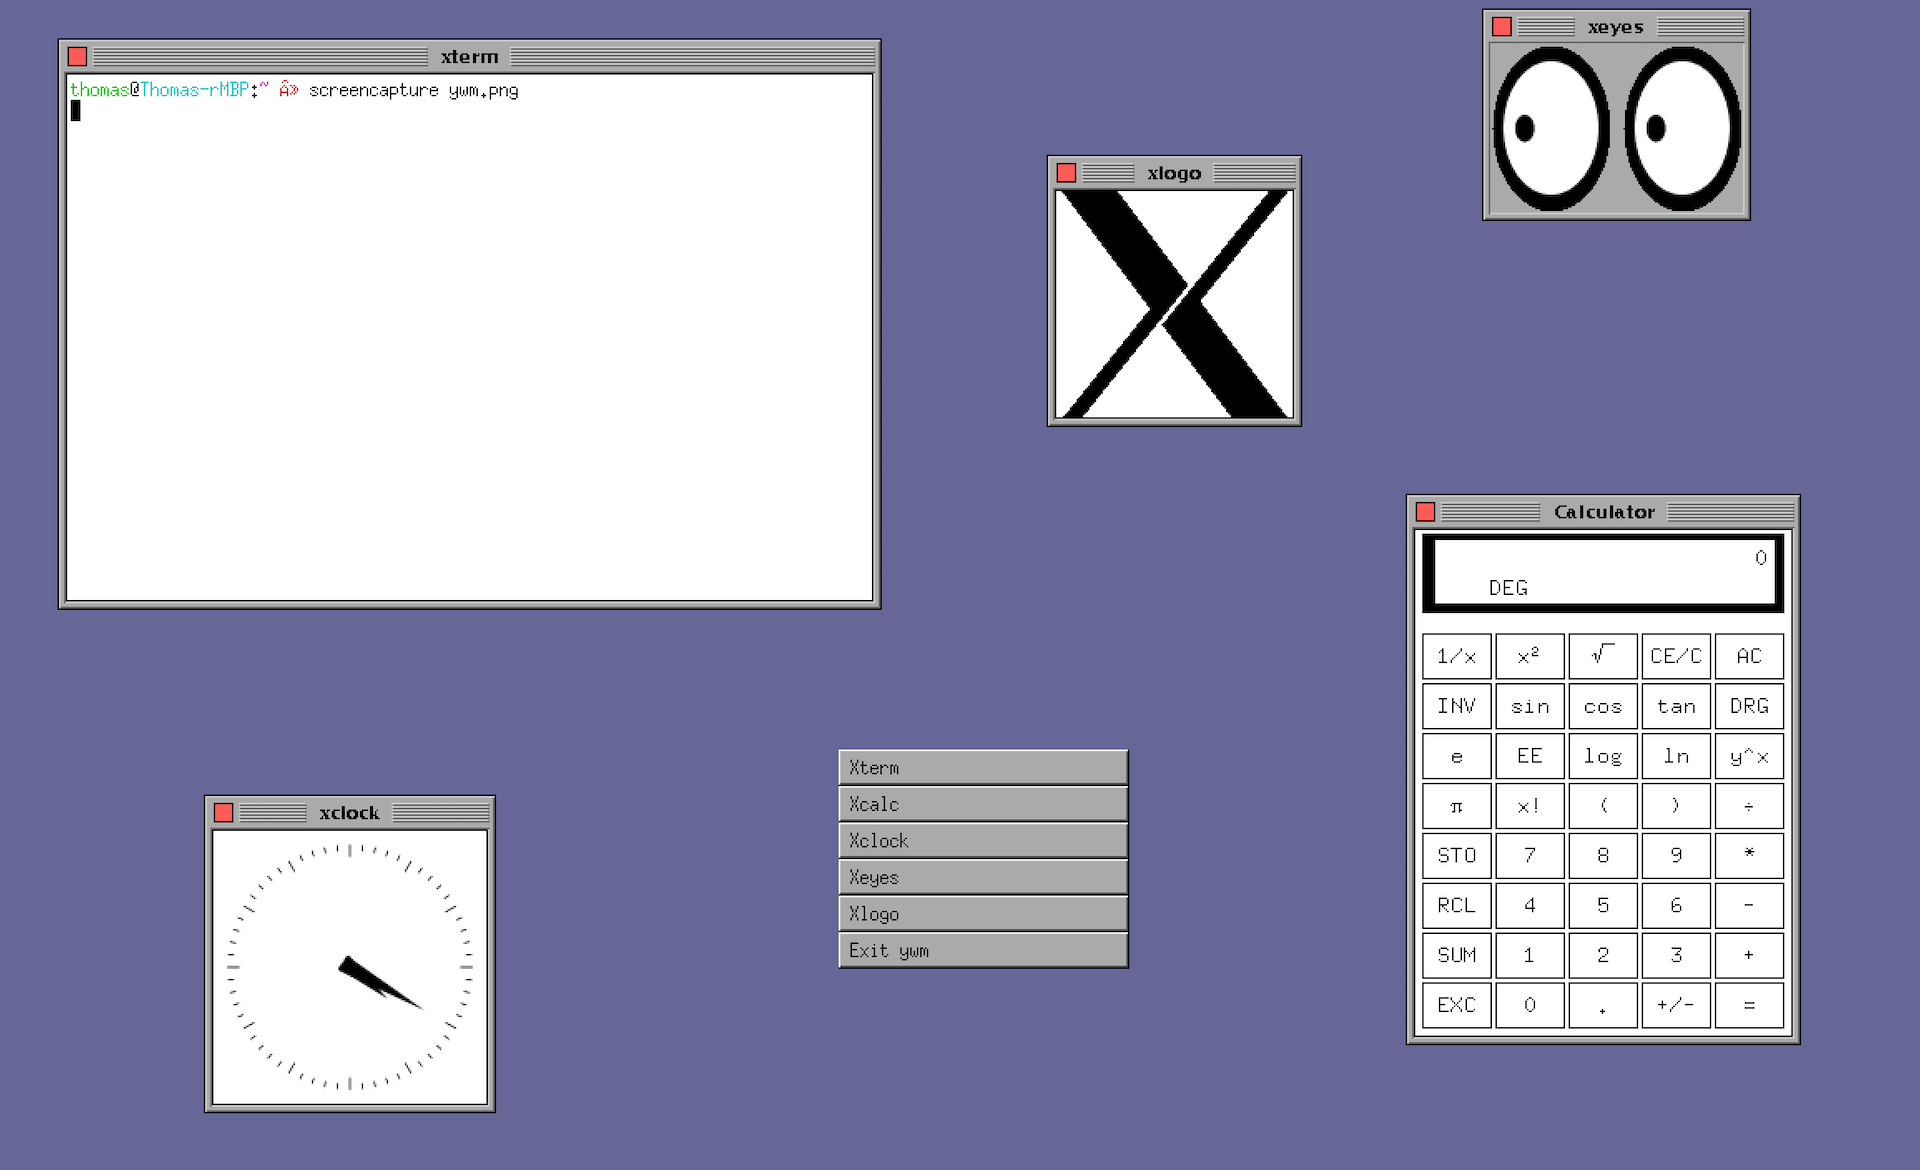 xterm
thomas@Thomas-rMBP:~ Â» screencapture ywm.png
xeyes
xlogo
Calculator
0
DEG
1/x x² √ CE/C AC
INV sin cos tan DRG
e EE log ln y^x
π x! ( ) ÷
STO 7 8 9 *
RCL 4 5 6 -
SUM 1 2 3 +
EXC 0 . +/- =
Xterm
Xcalc
Xclock
Xeyes
Xlogo
Exit ywm
xclock